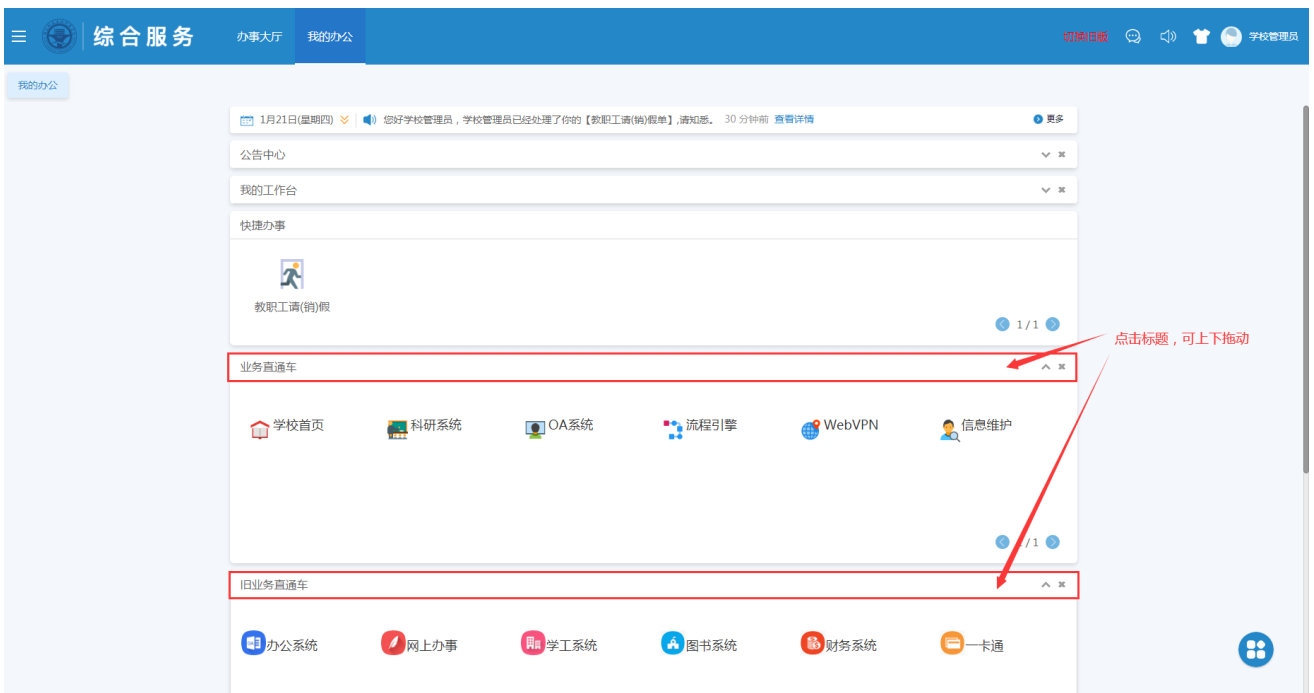 综合服务 办事大厅 我的办公 切换旧版 学校管理员
我的办公
1月21日(星期四) 您好学校管理员，学校管理员已经处理了你的【教职工请(销)假单】,请知悉。 30 分钟前 查看详情 更多
公告中心
我的工作台
快捷办事
教职工请(销)假
1 / 1
点击标题，可上下拖动
业务直通车
学校首页 科研系统 OA系统 流程引擎 WebVPN 信息维护
/ 1
旧业务直通车
办公系统 网上办事 学工系统 图书系统 财务系统 一卡通